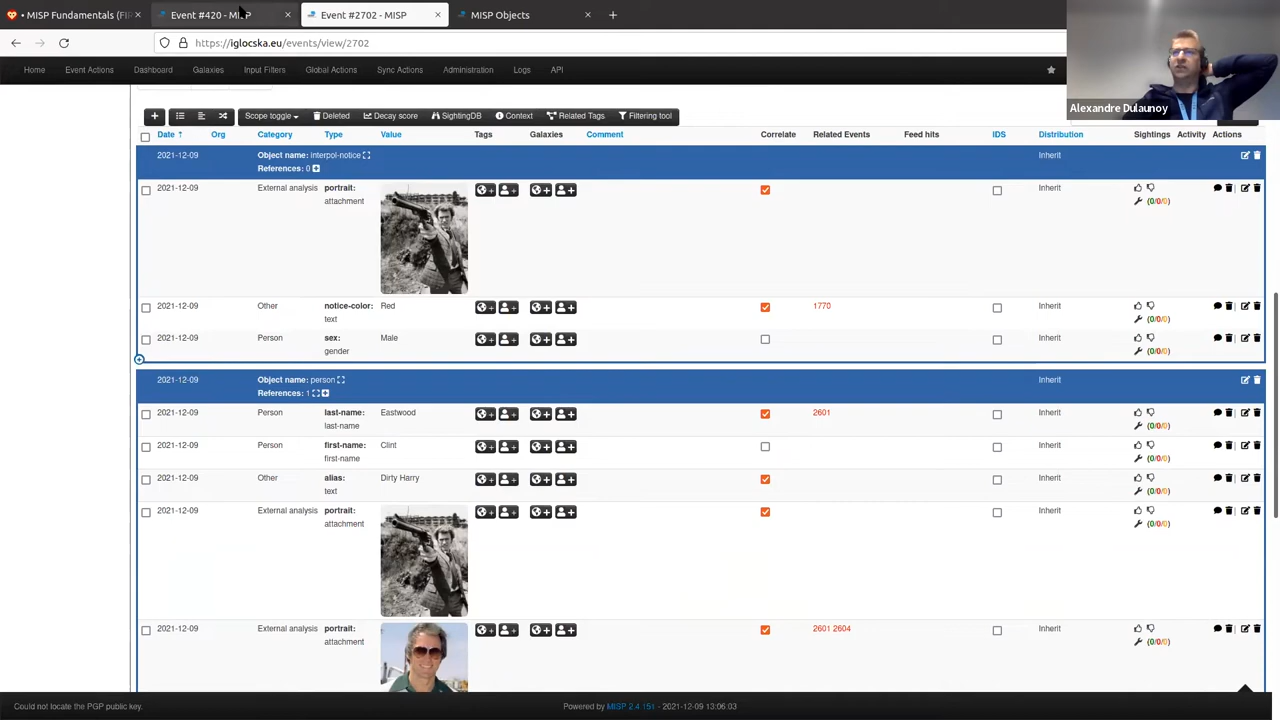 • MISP Fundamentals (FIR
Event #420 - MISP
Event #2702 - MISP
MISP Objects
https://iglocska.eu/events/view/2702
Home Event Actions Dashboard Galaxies Input Filters Global Actions Sync Actions Administration Logs API
Alexandre Dulaunoy
Scope toggle Deleted Decay score SightingDB Context Related Tags Filtering tool
Date Org Category Type Value Tags Galaxies Comment Correlate Related Events Feed hits IDS Distribution Sightings Activity Actions
2021-12-09 Object name: interpol-notice Inherit
References: 0
2021-12-09 External analysis portrait: Inherit
attachment (0/0/0)
2021-12-09 Other notice-color: Red 1770 Inherit
text (0/0/0)
2021-12-09 Person sex: Male Inherit
gender (0/0/0)
2021-12-09 Object name: person Inherit
References: 1
2021-12-09 Person last-name: Eastwood 2601 Inherit
last-name (0/0/0)
2021-12-09 Person first-name: Clint Inherit
first-name (0/0/0)
2021-12-09 Other alias: Dirty Harry Inherit
text (0/0/0)
2021-12-09 External analysis portrait: Inherit
attachment (0/0/0)
2021-12-09 External analysis portrait: 2601 2604 Inherit
attachment (0/0/0)
Could not locate the PGP public key. Powered by MISP 2.4.151 - 2021-12-09 13:06:03